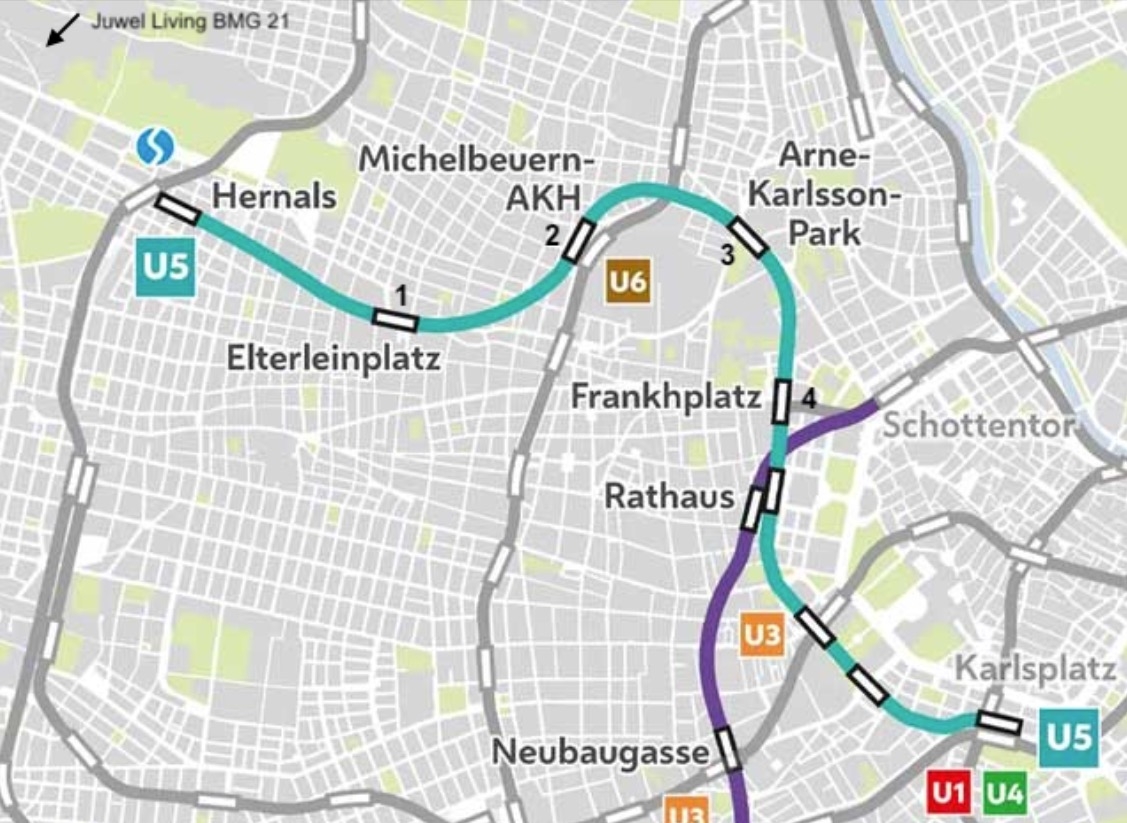 Juwel Living BMG 21
Michelbeuern-
AKH
Arne-
Karlsson-
Park
Hernals
2
3
U5
U6
1
Elterleinplatz
Frankhplatz
4
Schottentor
Rathaus
U3
Karlsplatz
Neubaugasse
U5
U1
U4
U3